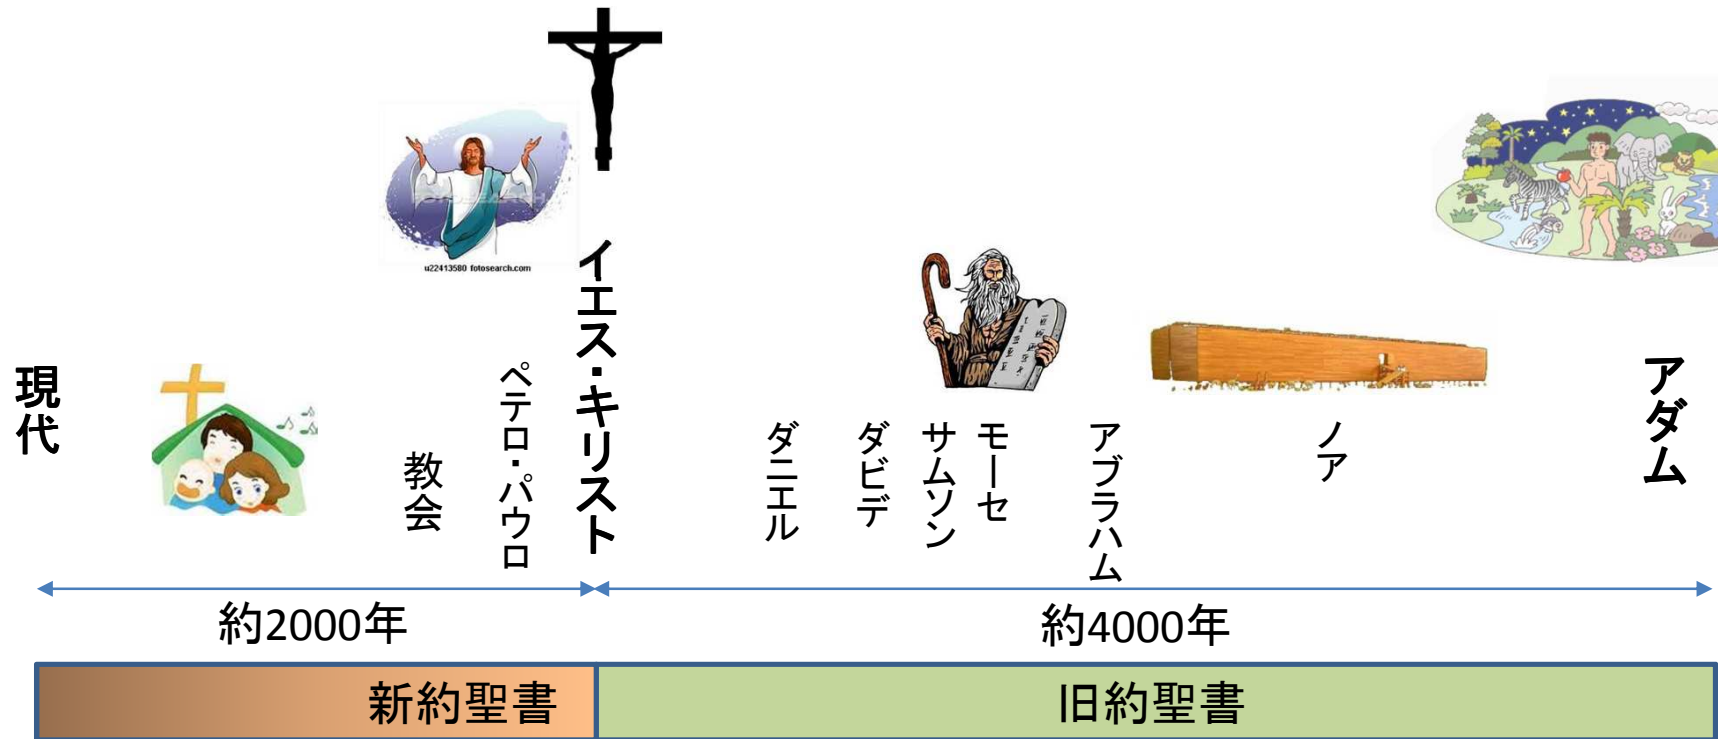 アダム
ノア
アブラハム
モーセ
サムソン
ダビデ
ダニエル
イエス・キリスト
ペテロ・パウロ
教会
現代
u22413580 fotosearch.com
約2000年
約4000年
新約聖書
旧約聖書